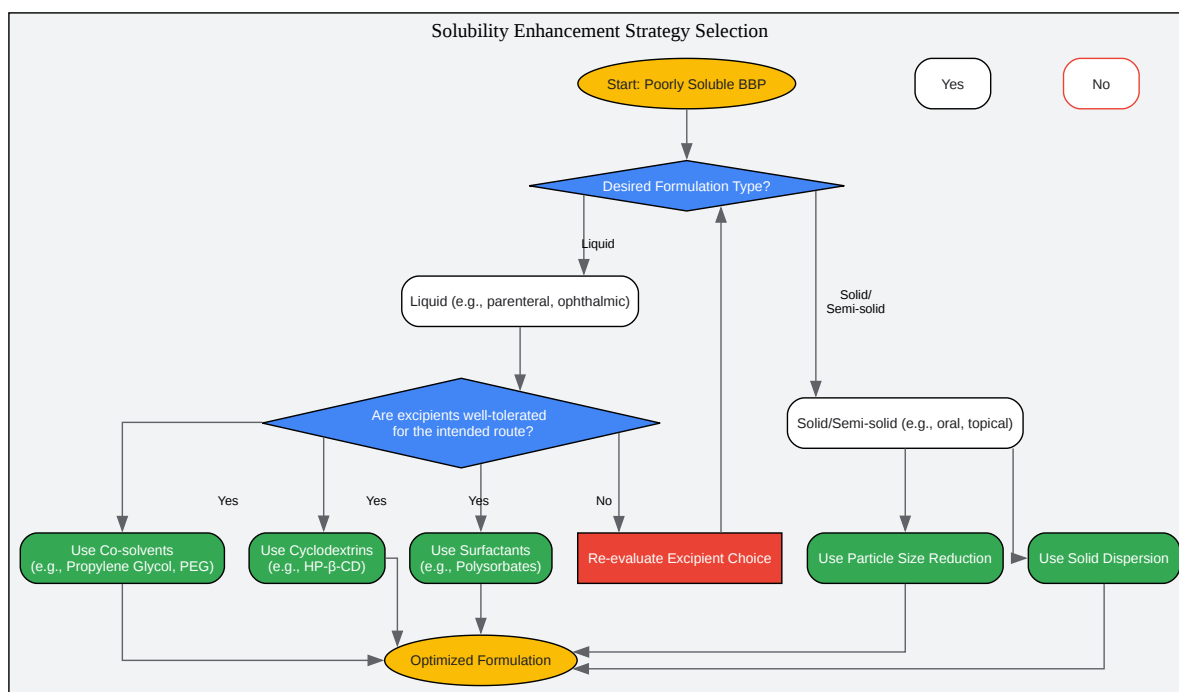 Solubility Enhancement Strategy Selection
Start: Poorly Soluble BBP
Yes
No
Desired Formulation Type?
Liquid
Liquid (e.g., parenteral, ophthalmic)
Solid/
Semi-solid
Are excipients well-tolerated
for the intended route?
Solid/Semi-solid (e.g., oral, topical)
Yes
Yes
Yes
No
Use Co-solvents
(e.g., Propylene Glycol, PEG)
Use Cyclodextrins
(e.g., HP-β-CD)
Use Surfactants
(e.g., Polysorbates)
Re-evaluate Excipient Choice
Use Particle Size Reduction
Use Solid Dispersion
Optimized Formulation